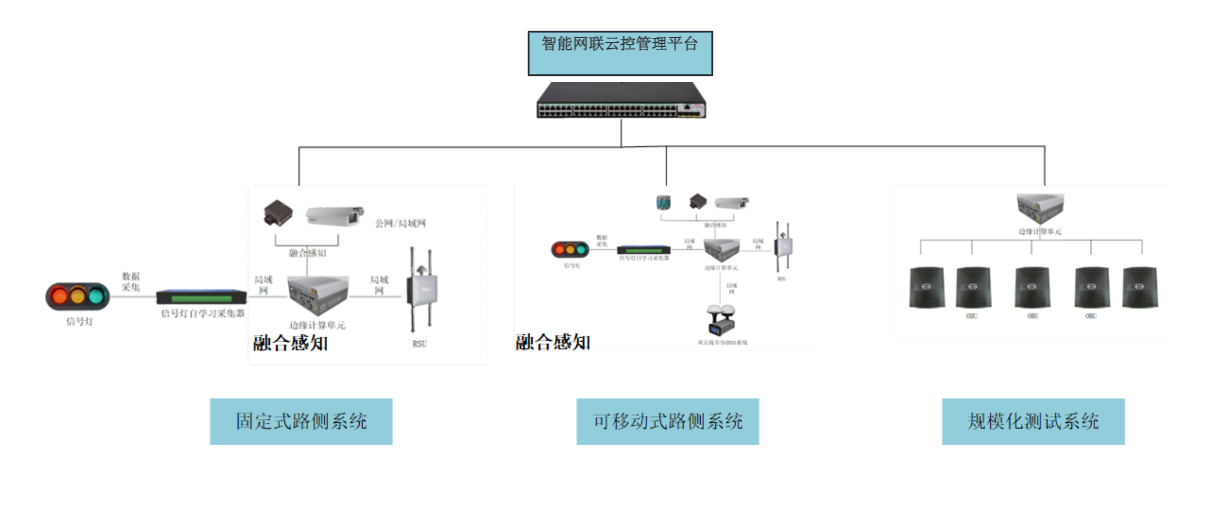 智能网联云控管理平台
公网/局域网
融合感知
数据
采集
局域
网
局域
网
信号灯
信号灯自学习采集器
边缘计算单元
RSU
融合感知
融合感知
数据
采集
局域
网
局域
网
信号灯
信号灯自学习采集器
边缘计算单元
RSU
局域
网
融合感知
边缘计算单元
OBU
OBU
OBU
固定式路侧系统
可移动式路侧系统
规模化测试系统